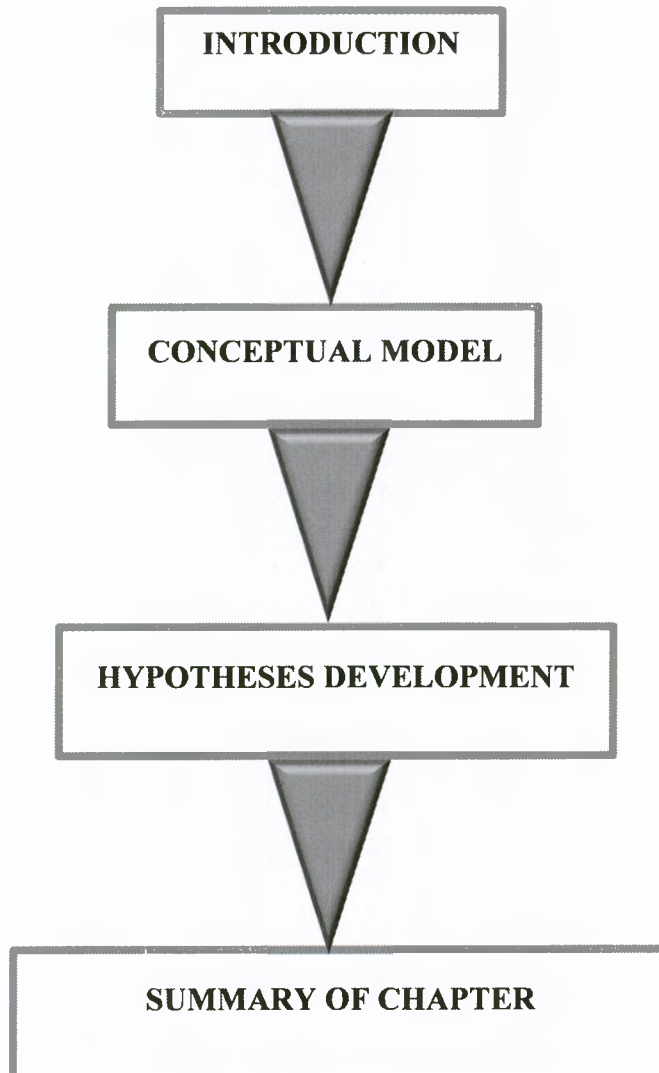 INTRODUCTION
CONCEPTUAL MODEL
HYPOTHESES DEVELOPMENT
SUMMARY OF CHAPTER